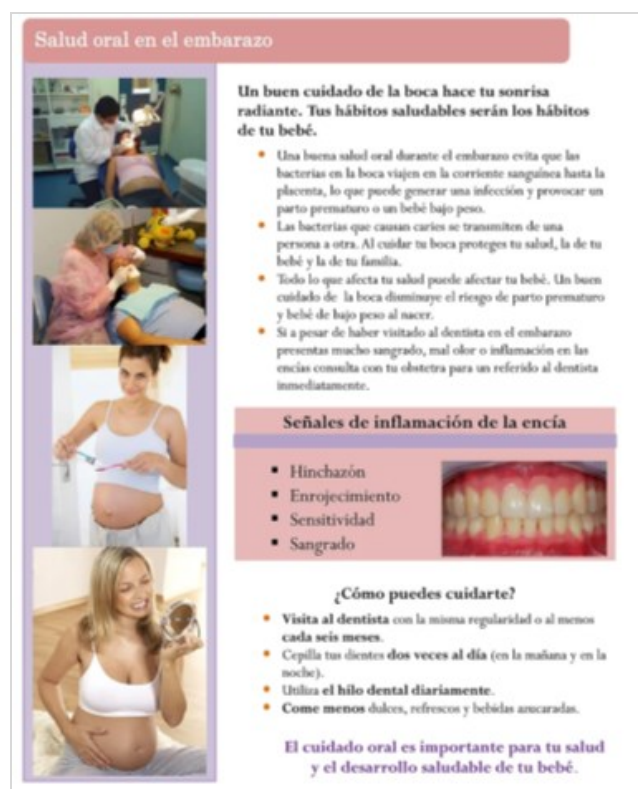 Salud oral en el embarazo
Un buen cuidado de la boca hace tu sonrisa
radiante. Tus hábitos saludables serán los hábitos
de tu bebé.
• Una buena salud oral durante el embarazo evita que las
bacterias en la boca viajen en la corriente sanguínea hasta la
placenta, lo que puede generar una infección y provocar un
parto prematuro o un bebé bajo peso.
• Las bacterias que causan caries se transmiten de una
persona a otra. Al cuidar tu boca proteges tu salud, la de tu
bebé y la de tu familia.
• Todo lo que afecta tu salud puede afectar tu bebé. Un buen
cuidado de la boca disminuye el riesgo de parto prematuro
y bebé de bajo peso al nacer.
• Si a pesar de haber visitado al dentista en el embarazo
presentas mucho sangrado, mal olor o inflamación en las
encías consulta con tu obstetra para un referido al dentista
inmediatamente.
Señales de inflamación de la encía
▪ Hinchazón
▪ Enrojecimiento
▪ Sensitividad
▪ Sangrado
¿Cómo puedes cuidarte?
• Visita al dentista con la misma regularidad o al menos
cada seis meses.
• Cepilla tus dientes dos veces al día (en la mañana y en la
noche).
• Utiliza el hilo dental diariamente.
• Come menos dulces, refrescos y bebidas azucaradas.
El cuidado oral es importante para tu salud
y el desarrollo saludable de tu bebé.